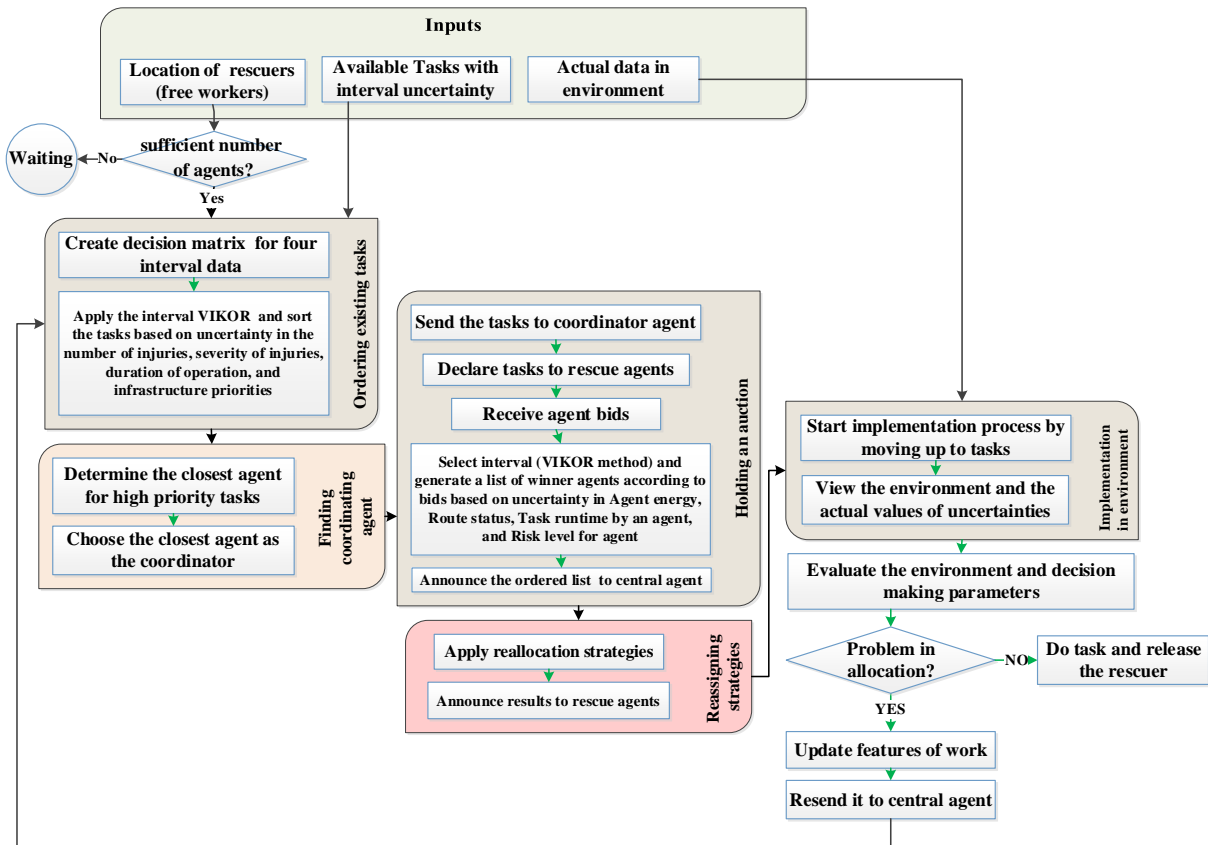 Inputs
Location of rescuers
(free workers)
Available Tasks with
interval uncertainty
Actual data in
environment
sufficient number
of agents?
No
Waiting
Yes
Create decision matrix for four
interval data
Apply the interval VIKOR and sort
the tasks based on uncertainty in the
number of injuries, severity of injuries,
duration of operation, and
infrastructure priorities
Ordering existing tasks
Determine the closest agent
for high priority tasks
Choose the closest agent as
the coordinator
Finding
coordinating
agent
Send the tasks to coordinator agent
Declare tasks to rescue agents
Receive agent bids
Select interval (VIKOR method) and
generate a list of winner agents according to
bids based on uncertainty in Agent energy,
Route status, Task runtime by an agent,
and Risk level for agent
Announce the ordered list to central agent
Holding an auction
Apply reallocation strategies
Announce results to rescue agents
Reassigning
strategies
Start implementation process by
moving up to tasks
View the environment and the
actual values of uncertainties
Implementation
in environment
Evaluate the environment and decision
making parameters
Problem in
allocation?
NO
Do task and release
the rescuer
YES
Update features of work
Resend it to central agent